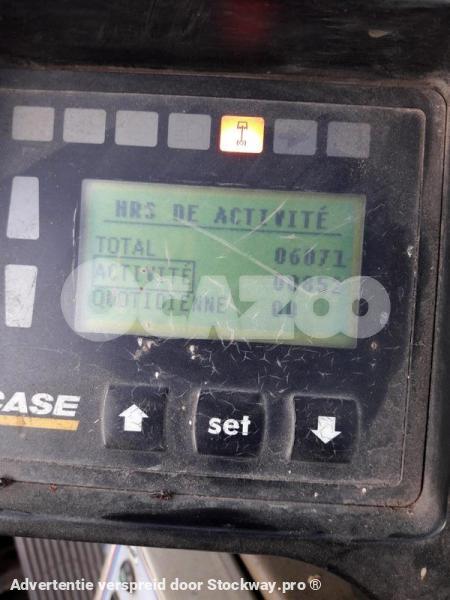 HRS DE ACTIVITÉ
TOTAL 06071
ACTIVITÉ
QUOTIDIENNE
CASE
set
Advertentie verspreid door Stockway.pro®